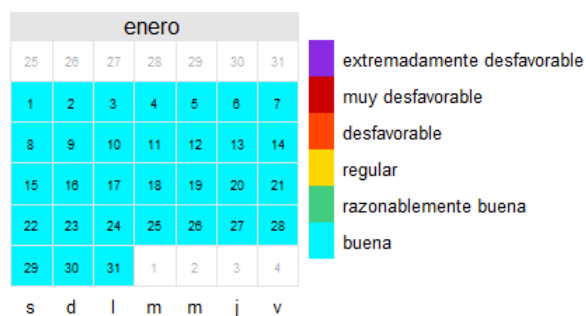 enero
25 26 27 28 29 30 31
1 2 3 4 5 6 7
8 9 10 11 12 13 14
15 16 17 18 19 20 21
22 23 24 25 26 27 28
29 30 31 1 2 3 4
s d l m m j v
extremadamente desfavorable
muy desfavorable
desfavorable
regular
razonablemente buena
buena